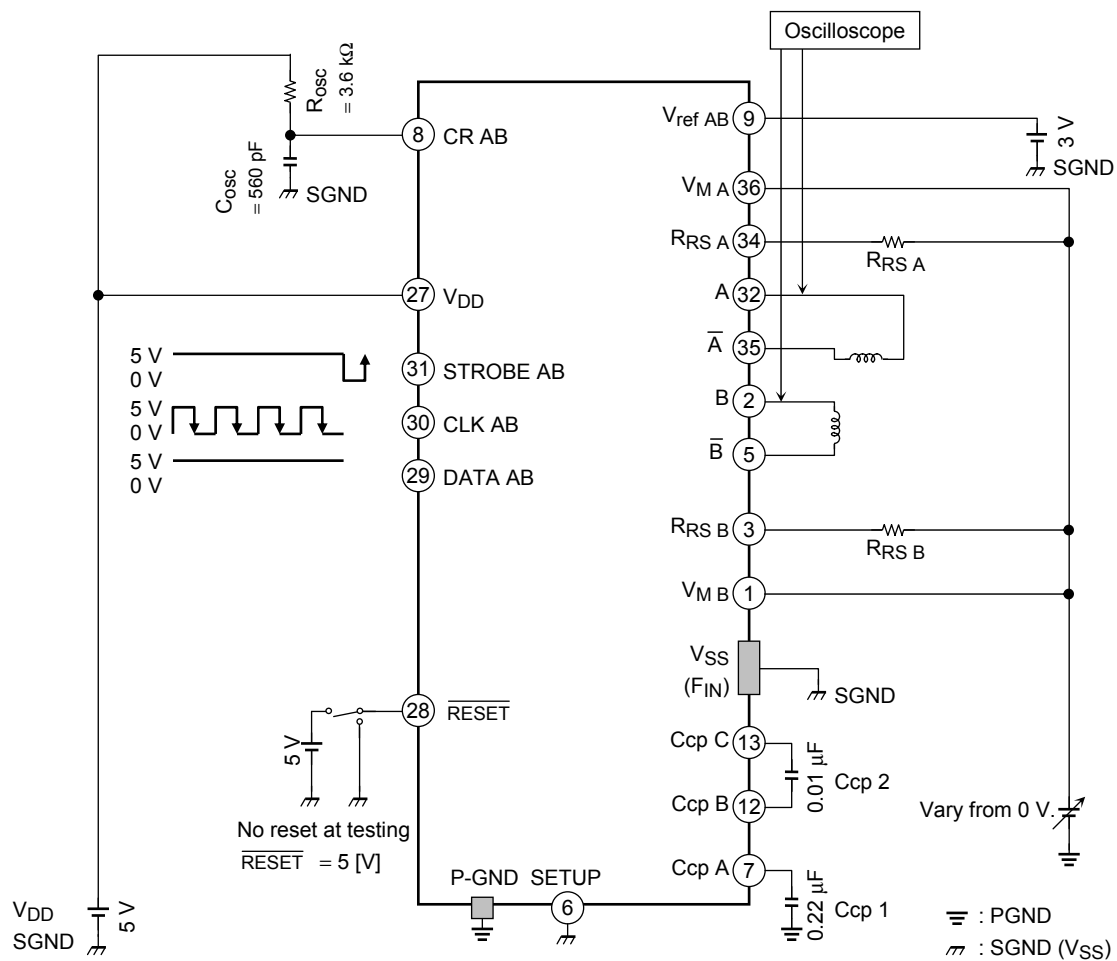 Oscilloscope
Rosc
= 3.6 kΩ
Cosc
= 560 pF
SGND
8
CR AB
27
VDD
5 V
0 V
31
STROBE AB
5 V
0 V
30
CLK AB
5 V
0 V
29
DATA AB
5 V
28
RESET
No reset at testing
RESET = 5 [V]
VDD
SGND
5 V
P-GND
SETUP
6
Vref AB
9
3 V
SGND
VM A
36
RRS A
34
RRS A
A
32
A
35
B
2
B
5
RRS B
3
RRS B
VM B
1
VSS
(FIN)
SGND
Ccp C
13
0.01 μF
Ccp 2
Ccp B
12
Vary from 0 V.
Ccp A
7
0.22 μF
Ccp 1
: PGND
: SGND (VSS)